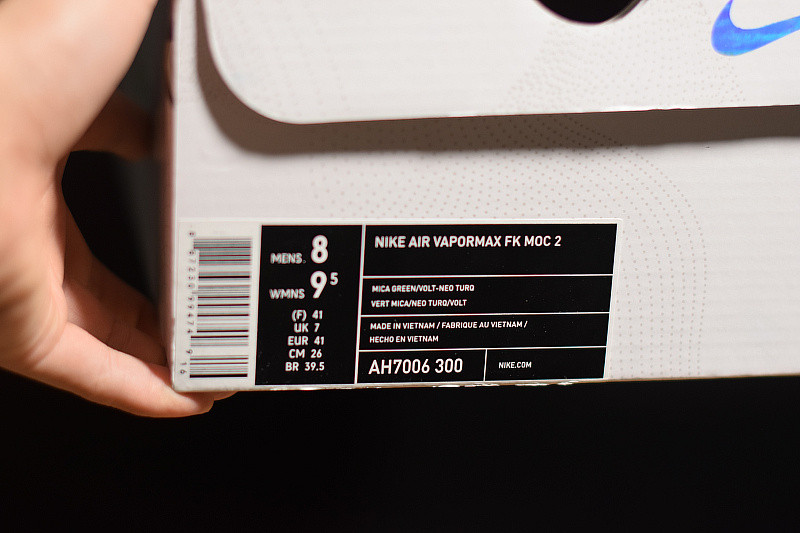 MENS 8
WMNS 9 5
(F) 41
UK 7
EUR 41
CM 26
BR 39.5
NIKE AIR VAPORMAX FK MOC 2
MICA GREEN/VOLT-NEO TURQ
VERT MICA/NEO TURQ/VOLT
MADE IN VIETNAM / FABRIQUE AU VIETNAM /
HECHO EN VIETNAM
AH7006 300
NIKE.COM